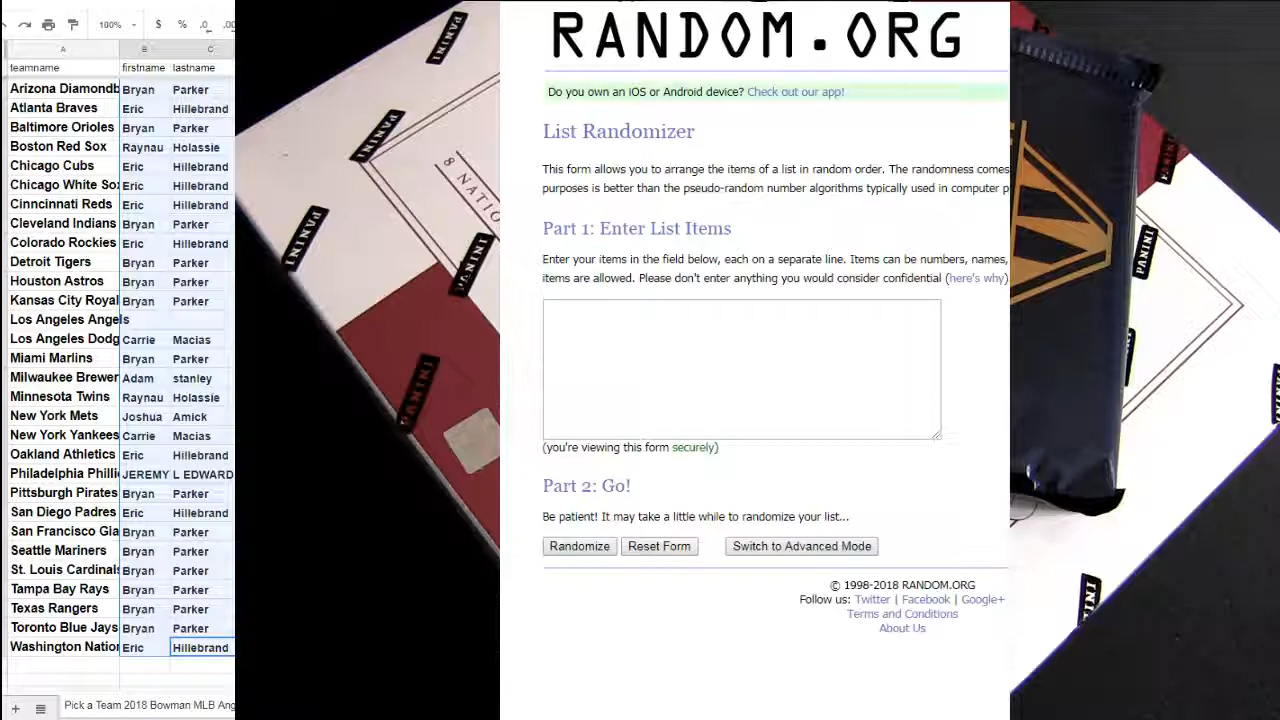 100% $ % .0 .00
A B C
teamname firstname lastname
Arizona Diamondb Bryan Parker
Atlanta Braves Eric Hillebrand
Baltimore Orioles Bryan Parker
Boston Red Sox Raynau Holassie
Chicago Cubs Eric Hillebrand
Chicago White Sox Eric Hillebrand
Cinncinnati Reds Eric Hillebrand
Cleveland Indians Bryan Parker
Colorado Rockies Eric Hillebrand
Detroit Tigers Bryan Parker
Houston Astros Bryan Parker
Kansas City Royal Bryan Parker
Los Angeles Angels
Los Angeles Dodg Carrie Macias
Miami Marlins Bryan Parker
Milwaukee Brewer Adam stanley
Minnesota Twins Raynau Holassie
New York Mets Joshua Amick
New York Yankees Carrie Macias
Oakland Athletics Eric Hillebrand
Philadelphia Philli JEREMY L EDWARD
Pittsburgh Pirates Bryan Parker
San Diego Padres Eric Hillebrand
San Francisco Gia Bryan Parker
Seattle Mariners Bryan Parker
St. Louis Cardinals Bryan Parker
Tampa Bay Rays Bryan Parker
Texas Rangers Bryan Parker
Toronto Blue Jays Bryan Parker
Washington Nation Eric Hillebrand
Pick a Team 2018 Bowman MLB Ang
PANINI
PANINI
PANINI
PANINI
PANINI
8 NATIO
RANDOM.ORG
Do you own an iOS or Android device? Check out our app!
List Randomizer
This form allows you to arrange the items of a list in random order. The randomness comes
purposes is better than the pseudo-random number algorithms typically used in computer p
Part 1: Enter List Items
Enter your items in the field below, each on a separate line. Items can be numbers, names,
items are allowed. Please don't enter anything you would consider confidential (here's why)
(you're viewing this form securely)
Part 2: Go!
Be patient! It may take a little while to randomize your list...
Randomize Reset Form Switch to Advanced Mode
© 1998-2018 RANDOM.ORG
Follow us: Twitter | Facebook | Google+
Terms and Conditions
About Us
PANINI
PANINI